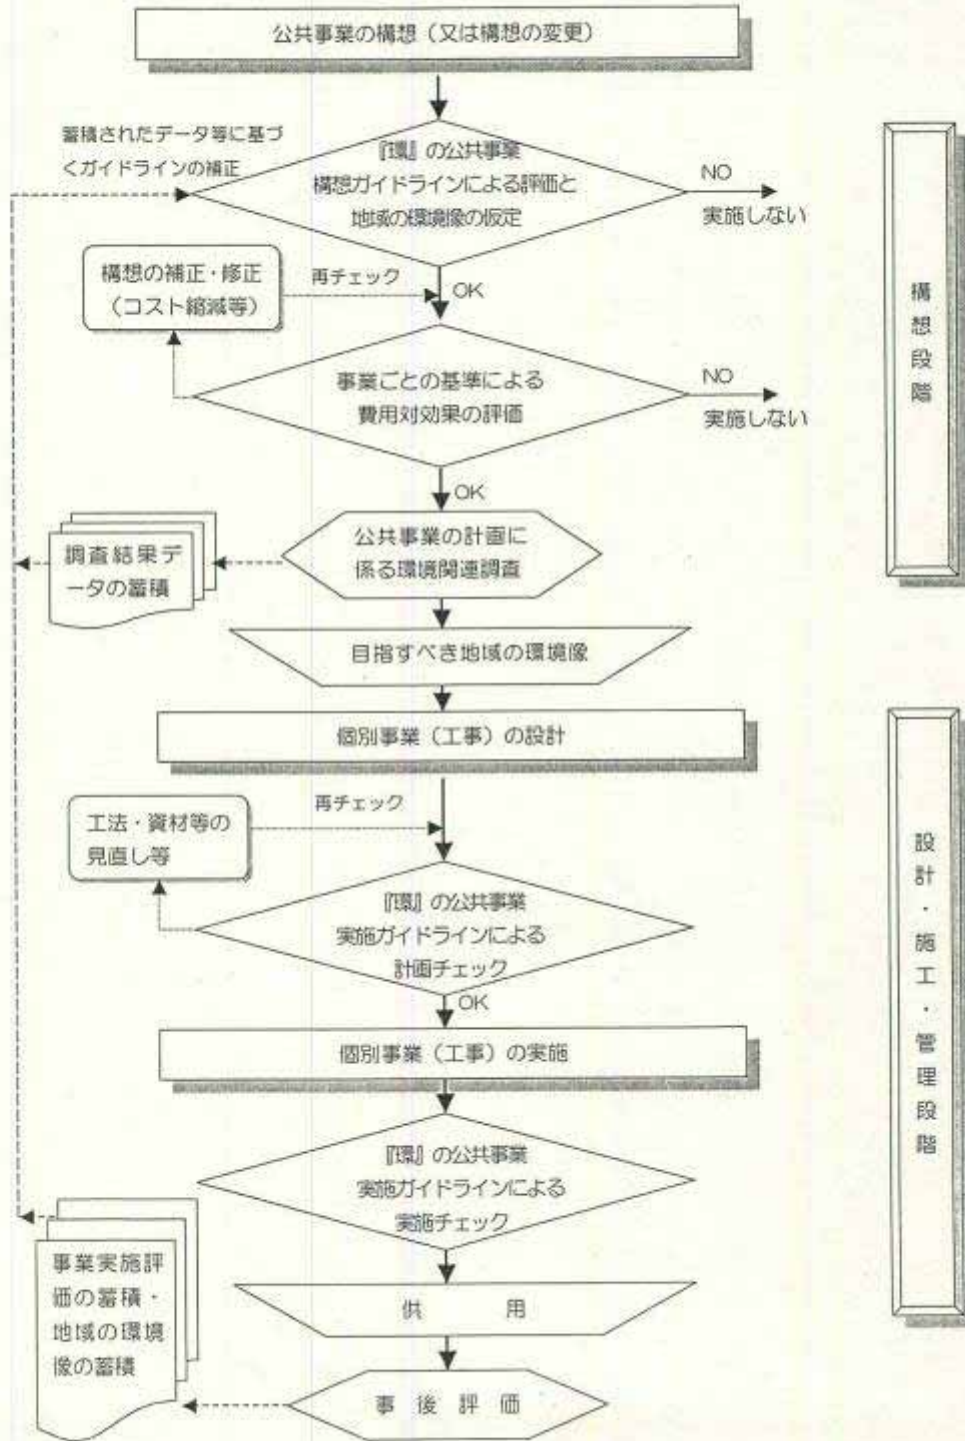 公共事業の構想（又は構想の変更）
蓄積されたデータ等に基づ
くガイドラインの補正
『環』の公共事業
構想ガイドラインによる評価と
地域の環境像の仮定
NO
実施しない
構想の補正・修正
（コスト縮減等）
再チェック
OK
事業ごとの基準による
費用対効果の評価
NO
実施しない
OK
公共事業の計画に
係る環境関連調査
調査結果デ
ータの蓄積
目指すべき地域の環境像
個別事業（工事）の設計
工法・資材等の
見直し等
再チェック
『環』の公共事業
実施ガイドラインによる
計画チェック
OK
個別事業（工事）の実施
『環』の公共事業
実施ガイドラインによる
実施チェック
事業実施評
価の蓄積・
地域の環境
像の蓄積
供用
事後評価
構想段階
設計・施工・管理段階